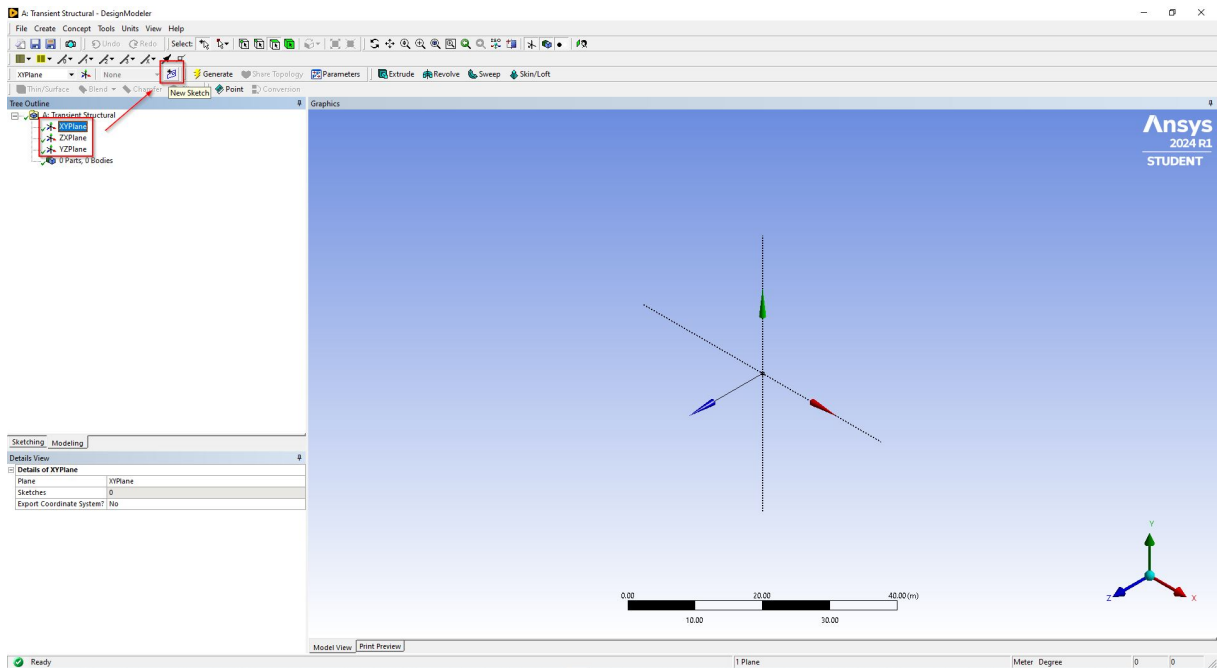 A: Transient Structural - DesignModeler
File Create Concept Tools Units View Help
Undo Redo Select:
XYPlane None Generate Share Topology Parameters Extrude Revolve Sweep Skin/Loft
Thin/Surface Blend Chamfer New Sketch Point Conversion
Tree Outline
Graphics
A: Transient Structural
XYPlane
ZXPlane
YZPlane
0 Parts, 0 Bodies
Ansys
2024 R1
STUDENT
Sketching Modeling
Details View
Details of XYPlane
Plane XYPlane
Sketches 0
Export Coordinate System? No
Y
Z
X
0.00 20.00 40.00 (m)
10.00 30.00
Model View Print Preview
Ready 1 Plane Meter Degree 0 0